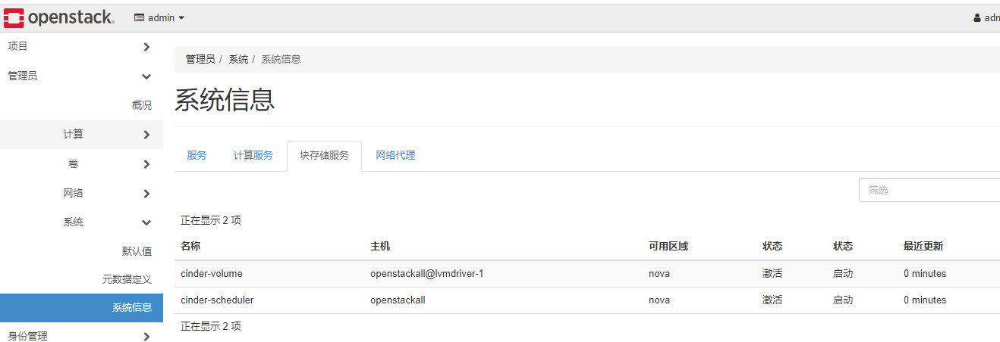 openstack.
admin
adn
项目
管理员
概况
计算
卷
网络
系统
默认值
元数据定义
系统信息
身份管理
管理员 / 系统 / 系统信息
系统信息
服务 计算服务 块存储服务 网络代理
筛选
正在显示 2 项
名称 主机 可用区域 状态 状态 最近更新
cinder-volume openstackall@lvmdriver-1 nova 激活 启动 0 minutes
cinder-scheduler openstackall nova 激活 启动 0 minutes
正在显示 2 项